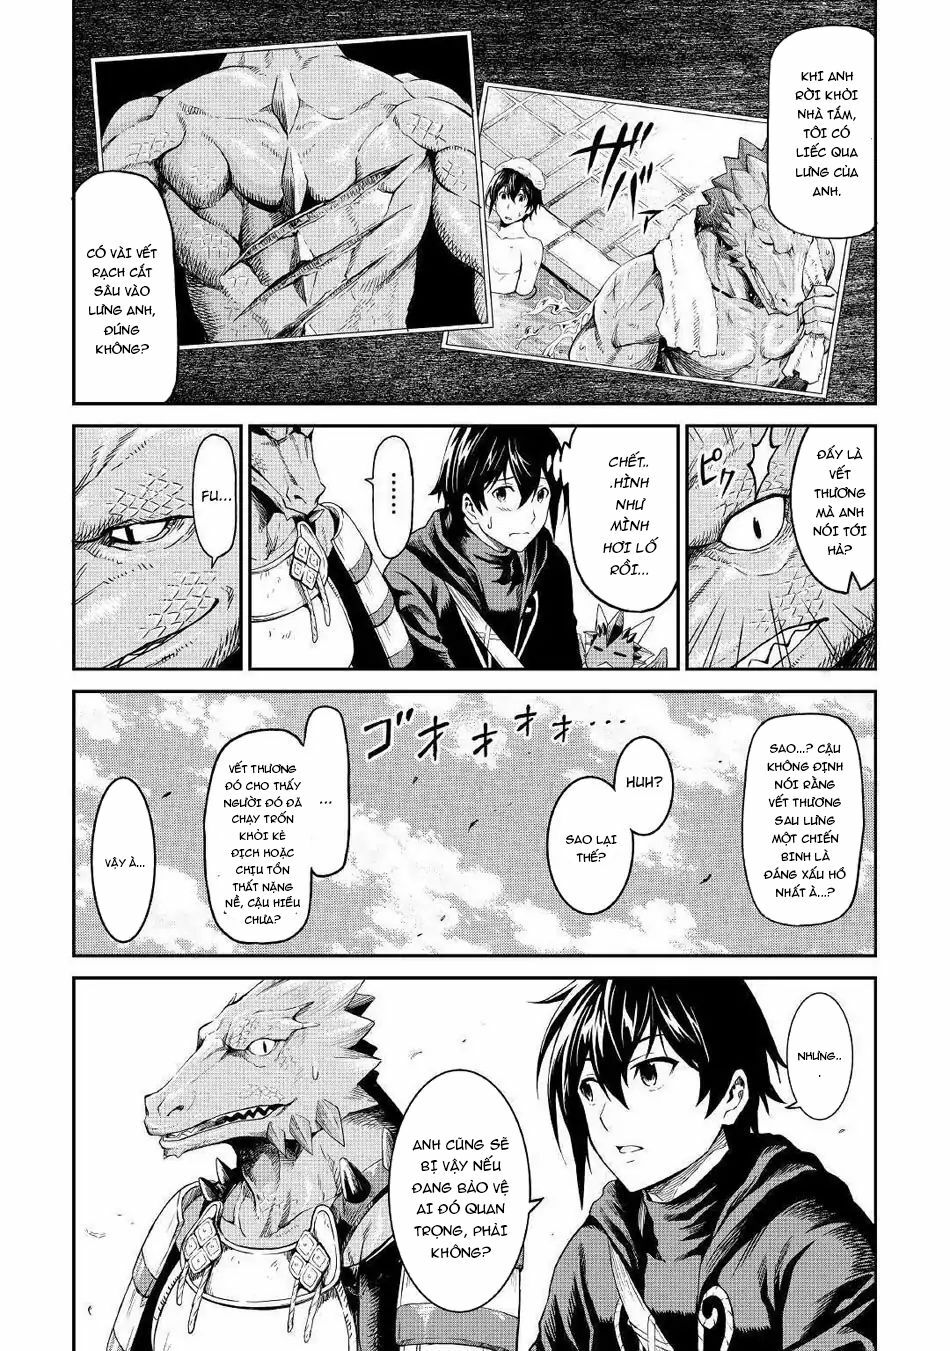 KHI ANH
RỜI KHỎI
NHÀ TẮM,
TÔI CÓ
LIẾC QUA
LƯNG CỦA
ANH.
CÓ VÀI VẾT
RẠCH CẮT
SÂU VÀO
LƯNG ANH,
ĐÚNG
KHÔNG?
ĐẤY LÀ
VẾT
THƯƠNG
MÀ ANH
NÓI TỚI
HẢ?
ピク
CHẾT..
.HÌNH
NHƯ
MÌNH
HƠI LỐ
RỒI...
......
FU...
SAO...? CẬU
KHÔNG ĐỊNH
NÓI RẰNG
VẾT THƯƠNG
SAU LƯNG
MỘT CHIẾN
BINH LÀ
ĐÁNG XẤU HỔ
NHẤT À...?
HUH?
SAO LẠI
THẾ?
ゴォォォォ...
...
VẾT THƯƠNG
ĐÓ CHO THẤY
NGƯỜI ĐÓ ĐÃ
CHẠY TRỐN
KHỎI KẺ
ĐỊCH HOẶC
CHỊU TỔN
THẤT NẶNG
NỀ, CẬU HIỂU
CHƯA?
VẬY À...
NHƯNG..
.
ANH CŨNG SẼ
BỊ VẬY NẾU
ĐANG BẢO VỆ
AI ĐÓ QUAN
TRỌNG, PHẢI
KHÔNG?